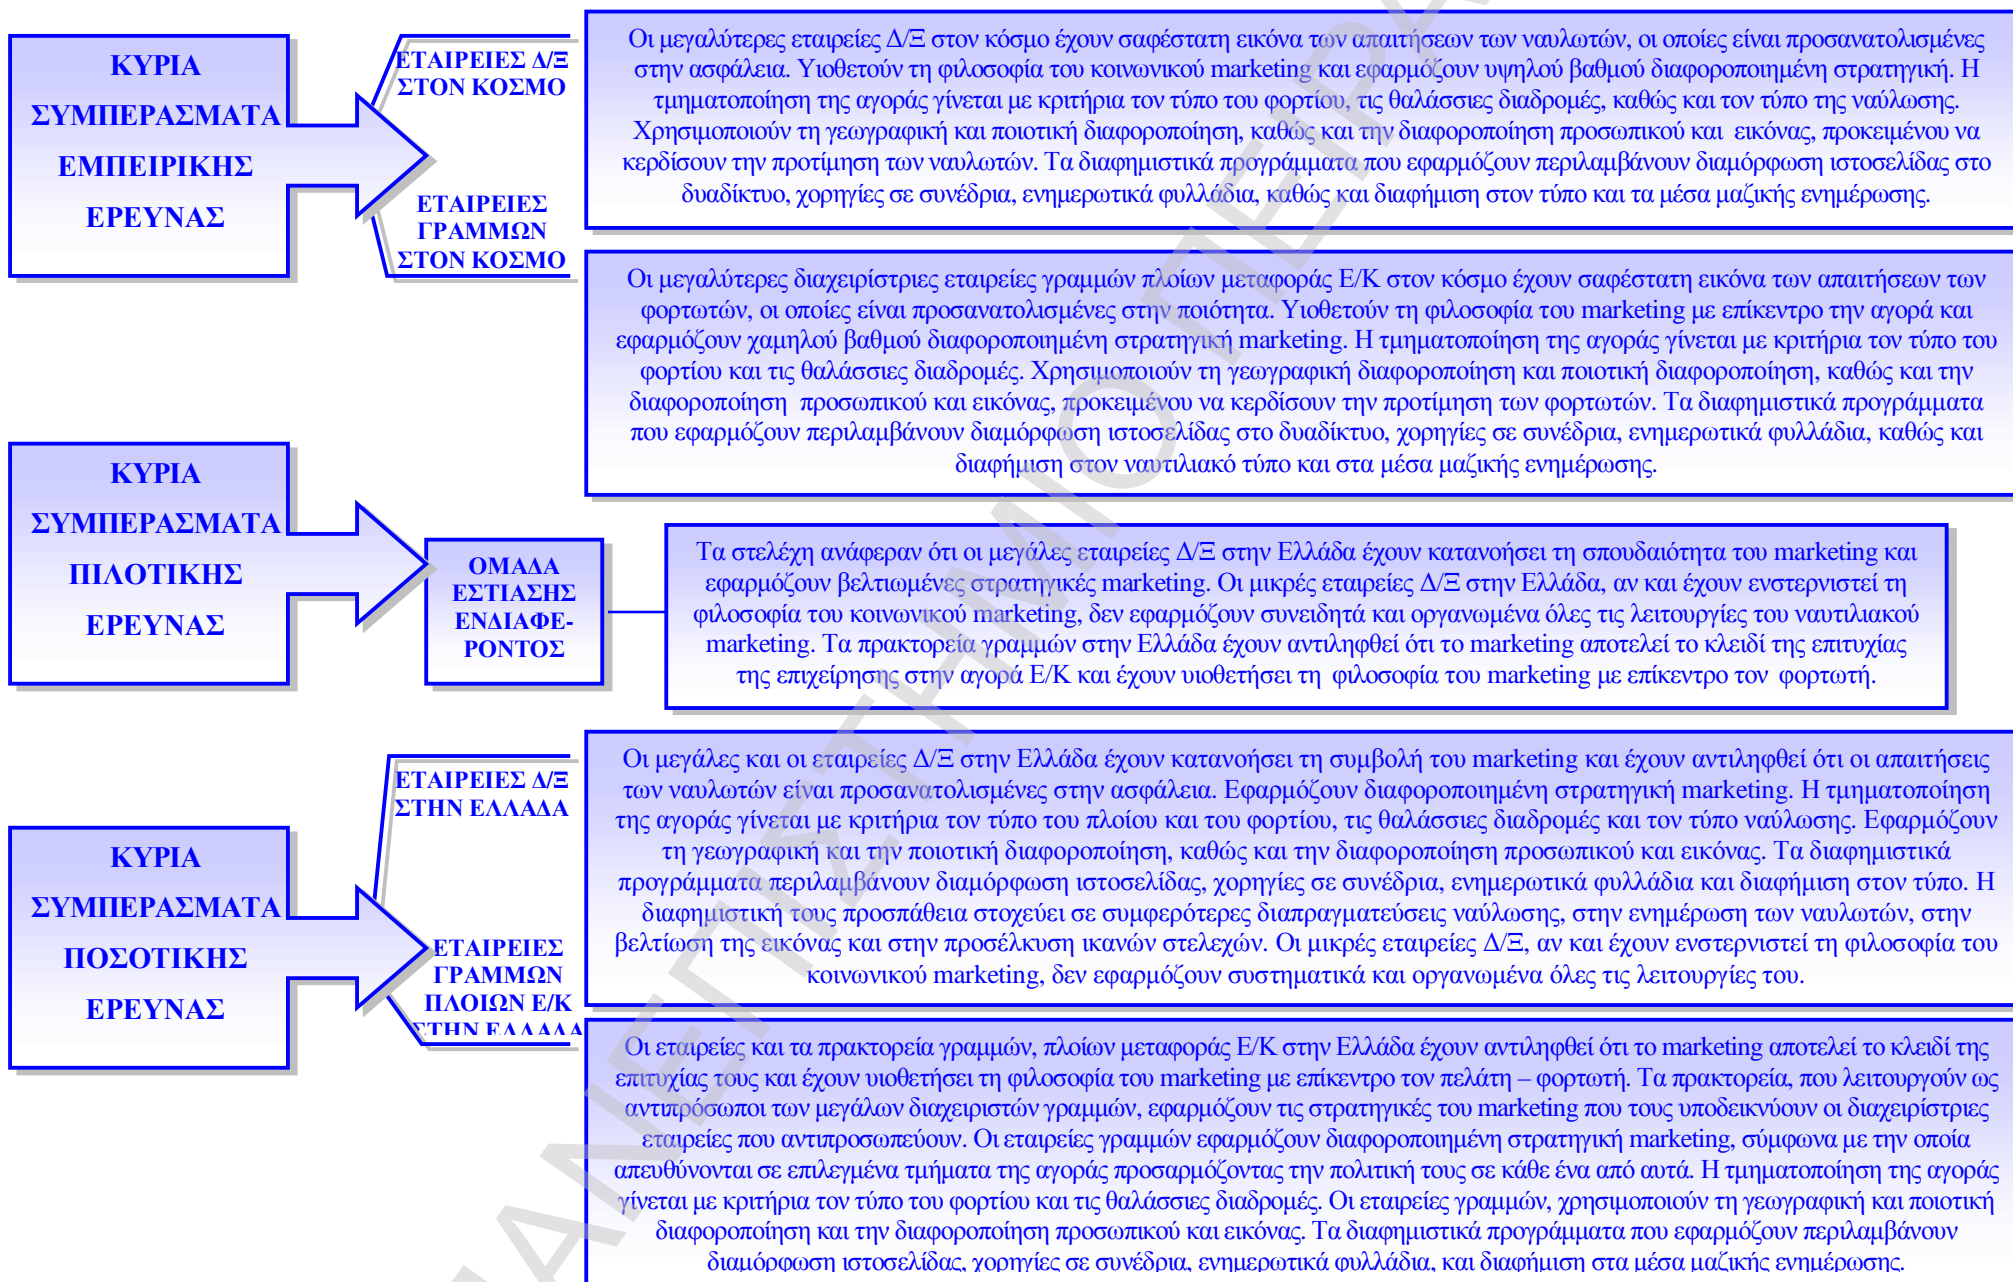 ΚΥΡΙΑ
ΣΥΜΠΕΡΑΣΜΑΤΑ
ΕΜΠΕΙΡΙΚΗΣ
ΕΡΕΥΝΑΣ
ΕΤΑΙΡΕΙΕΣ Δ/Ξ
ΣΤΟΝ ΚΟΣΜΟ
Οι μεγαλύτερες εταιρείες Δ/Ξ στον κόσμο έχουν σαφέστατη εικόνα των απαιτήσεων των ναυλωτών, οι οποίες είναι προσανατολισμένες
στην ασφάλεια. Υιοθετούν τη φιλοσοφία του κοινωνικού marketing και εφαρμόζουν υψηλού βαθμού διαφοροποιημένη στρατηγική. Η
τμηματοποίηση της αγοράς γίνεται με κριτήρια τον τύπο του φορτίου, τις θαλάσσιες διαδρομές, καθώς και τον τύπο της ναύλωσης.
Χρησιμοποιούν τη γεωγραφική και ποιοτική διαφοροποίηση, καθώς και την διαφοροποίηση προσωπικού και εικόνας, προκειμένου να
κερδίσουν την προτίμηση των ναυλωτών. Τα διαφημιστικά προγράμματα που εφαρμόζουν περιλαμβάνουν διαμόρφωση ιστοσελίδας στο
δυαδίκτυο, χορηγίες σε συνέδρια, ενημερωτικά φυλλάδια, καθώς και διαφήμιση στον τύπο και τα μέσα μαζικής ενημέρωσης.
ΕΤΑΙΡΕΙΕΣ
ΓΡΑΜΜΩΝ
ΣΤΟΝ ΚΟΣΜΟ
Οι μεγαλύτερες διαχειρίστριες εταιρείες γραμμών πλοίων μεταφοράς Ε/Κ στον κόσμο έχουν σαφέστατη εικόνα των απαιτήσεων των
φορτωτών, οι οποίες είναι προσανατολισμένες στην ποιότητα. Υιοθετούν τη φιλοσοφία του marketing με επίκεντρο την αγορά και
εφαρμόζουν χαμηλού βαθμού διαφοροποιημένη στρατηγική marketing. Η τμηματοποίηση της αγοράς γίνεται με κριτήρια τον τύπο του
φορτίου και τις θαλάσσιες διαδρομές. Χρησιμοποιούν τη γεωγραφική διαφοροποίηση και ποιοτική διαφοροποίηση, καθώς και την
διαφοροποίηση προσωπικού και εικόνας, προκειμένου να κερδίσουν την προτίμηση των φορτωτών. Τα διαφημιστικά προγράμματα
που εφαρμόζουν περιλαμβάνουν διαμόρφωση ιστοσελίδας στο δυαδίκτυο, χορηγίες σε συνέδρια, ενημερωτικά φυλλάδια, καθώς και
διαφήμιση στον ναυτιλιακό τύπο και στα μέσα μαζικής ενημέρωσης.
ΚΥΡΙΑ
ΣΥΜΠΕΡΑΣΜΑΤΑ
ΠΙΛΟΤΙΚΗΣ
ΕΡΕΥΝΑΣ
ΟΜΑΔΑ
ΕΣΤΙΑΣΗΣ
ΕΝΔΙΑΦΕ-
ΡΟΝΤΟΣ
Τα στελέχη ανάφεραν ότι οι μεγάλες εταιρείες Δ/Ξ στην Ελλάδα έχουν κατανοήσει τη σπουδαιότητα του marketing και
εφαρμόζουν βελτιωμένες στρατηγικές marketing. Οι μικρές εταιρείες Δ/Ξ στην Ελλάδα, αν και έχουν ενστερνιστεί τη
φιλοσοφία του κοινωνικού marketing, δεν εφαρμόζουν συνειδητά και οργανωμένα όλες τις λειτουργίες του ναυτιλιακού
marketing. Τα πρακτορεία γραμμών στην Ελλάδα έχουν αντιληφθεί ότι το marketing αποτελεί το κλειδί της επιτυχίας
της επιχείρησης στην αγορά Ε/Κ και έχουν υιοθετήσει τη φιλοσοφία του marketing με επίκεντρο τον φορτωτή.
ΚΥΡΙΑ
ΣΥΜΠΕΡΑΣΜΑΤΑ
ΠΟΣΟΤΙΚΗΣ
ΕΡΕΥΝΑΣ
ΕΤΑΙΡΕΙΕΣ Δ/Ξ
ΣΤΗΝ ΕΛΛΑΔΑ
Οι μεγάλες και οι εταιρείες Δ/Ξ στην Ελλάδα έχουν κατανοήσει τη συμβολή του marketing και έχουν αντιληφθεί ότι οι απαιτήσεις
των ναυλωτών είναι προσανατολισμένες στην ασφάλεια. Εφαρμόζουν διαφοροποιημένη στρατηγική marketing. Η τμηματοποίηση
της αγοράς γίνεται με κριτήρια τον τύπο του πλοίου και του φορτίου, τις θαλάσσιες διαδρομές και τον τύπο ναύλωσης. Εφαρμόζουν
τη γεωγραφική και την ποιοτική διαφοροποίηση, καθώς και την διαφοροποίηση προσωπικού και εικόνας. Τα διαφημιστικά
προγράμματα περιλαμβάνουν διαμόρφωση ιστοσελίδας, χορηγίες σε συνέδρια, ενημερωτικά φυλλάδια και διαφήμιση στον τύπο. Η
διαφημιστική τους προσπάθεια στοχεύει σε συμφερότερες διαπραγματεύσεις ναύλωσης, στην ενημέρωση των ναυλωτών, στην
βελτίωση της εικόνας και στην προσέλκυση ικανών στελεχών. Οι μικρές εταιρείες Δ/Ξ, αν και έχουν ενστερνιστεί τη φιλοσοφία του
κοινωνικού marketing, δεν εφαρμόζουν συστηματικά και οργανωμένα όλες τις λειτουργίες του.
ΕΤΑΙΡΕΙΕΣ
ΓΡΑΜΜΩΝ
ΠΛΟΙΩΝ Ε/Κ
ΣΤΗΝ ΕΛΛΑΔΑ
Οι εταιρείες και τα πρακτορεία γραμμών, πλοίων μεταφοράς Ε/Κ στην Ελλάδα έχουν αντιληφθεί ότι το marketing αποτελεί το κλειδί της
επιτυχίας τους και έχουν υιοθετήσει τη φιλοσοφία του marketing με επίκεντρο τον πελάτη – φορτωτή. Τα πρακτορεία, που λειτουργούν ως
αντιπρόσωποι των μεγάλων διαχειριστών γραμμών, εφαρμόζουν τις στρατηγικές του marketing που τους υποδεικνύουν οι διαχειρίστριες
εταιρείες που αντιπροσωπεύουν. Οι εταιρείες γραμμών εφαρμόζουν διαφοροποιημένη στρατηγική marketing, σύμφωνα με την οποία
απευθύνονται σε επιλεγμένα τμήματα της αγοράς προσαρμόζοντας την πολιτική τους σε κάθε ένα από αυτά. Η τμηματοποίηση της αγοράς
γίνεται με κριτήρια τον τύπο του φορτίου και τις θαλάσσιες διαδρομές. Οι εταιρείες γραμμών, χρησιμοποιούν τη γεωγραφική και ποιοτική
διαφοροποίηση και την διαφοροποίηση προσωπικού και εικόνας. Τα διαφημιστικά προγράμματα που εφαρμόζουν περιλαμβάνουν
διαμόρφωση ιστοσελίδας, χορηγίες σε συνέδρια, ενημερωτικά φυλλάδια, και διαφήμιση στα μέσα μαζικής ενημέρωσης.